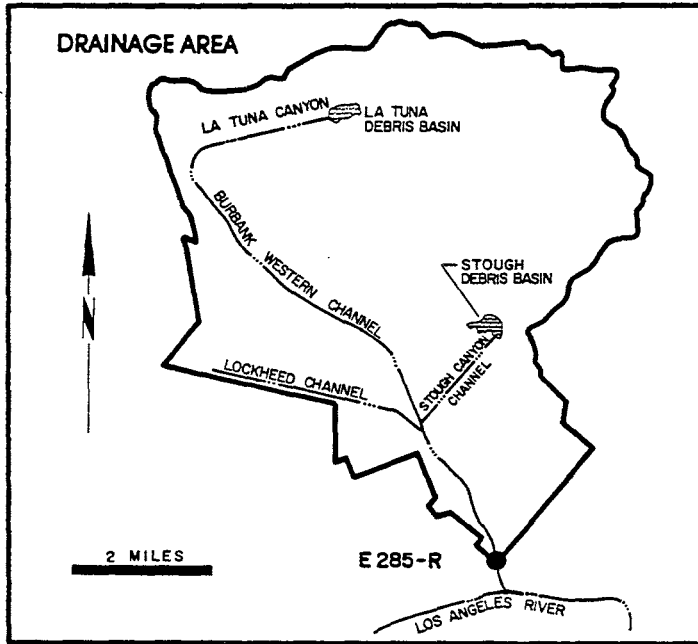 DRAINAGE AREA
LA TUNA CANYON
LA TUNA
DEBRIS BASIN
BURBANK WESTERN CHANNEL
STOUGH
DEBRIS BASIN
STOUGH CANYON
CHANNEL
LOCKHEED CHANNEL
N
2 MILES
E 285-R
LOS ANGELES RIVER